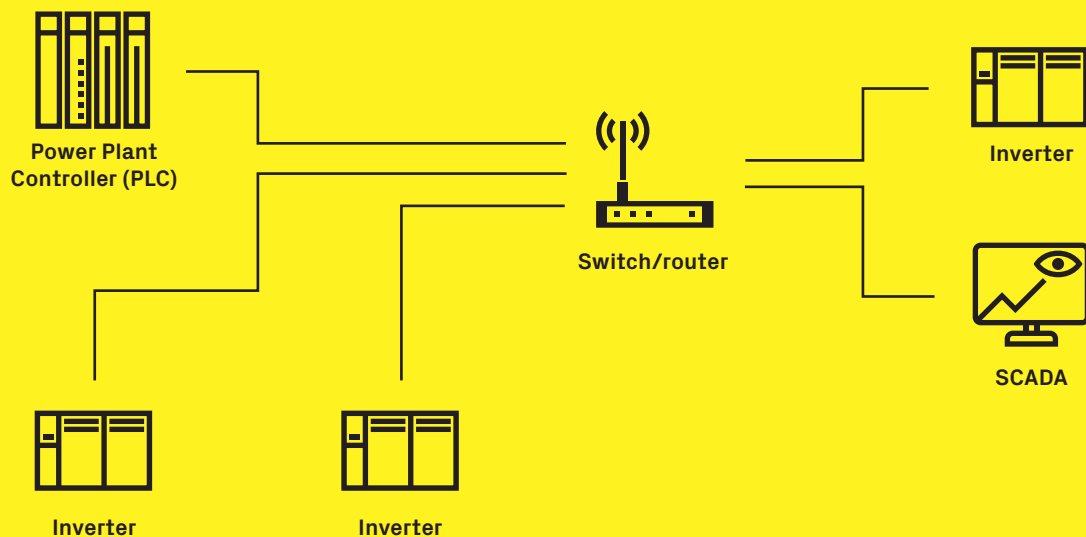 Power Plant
Controller (PLC)
Inverter
Switch/router
SCADA
Inverter
Inverter